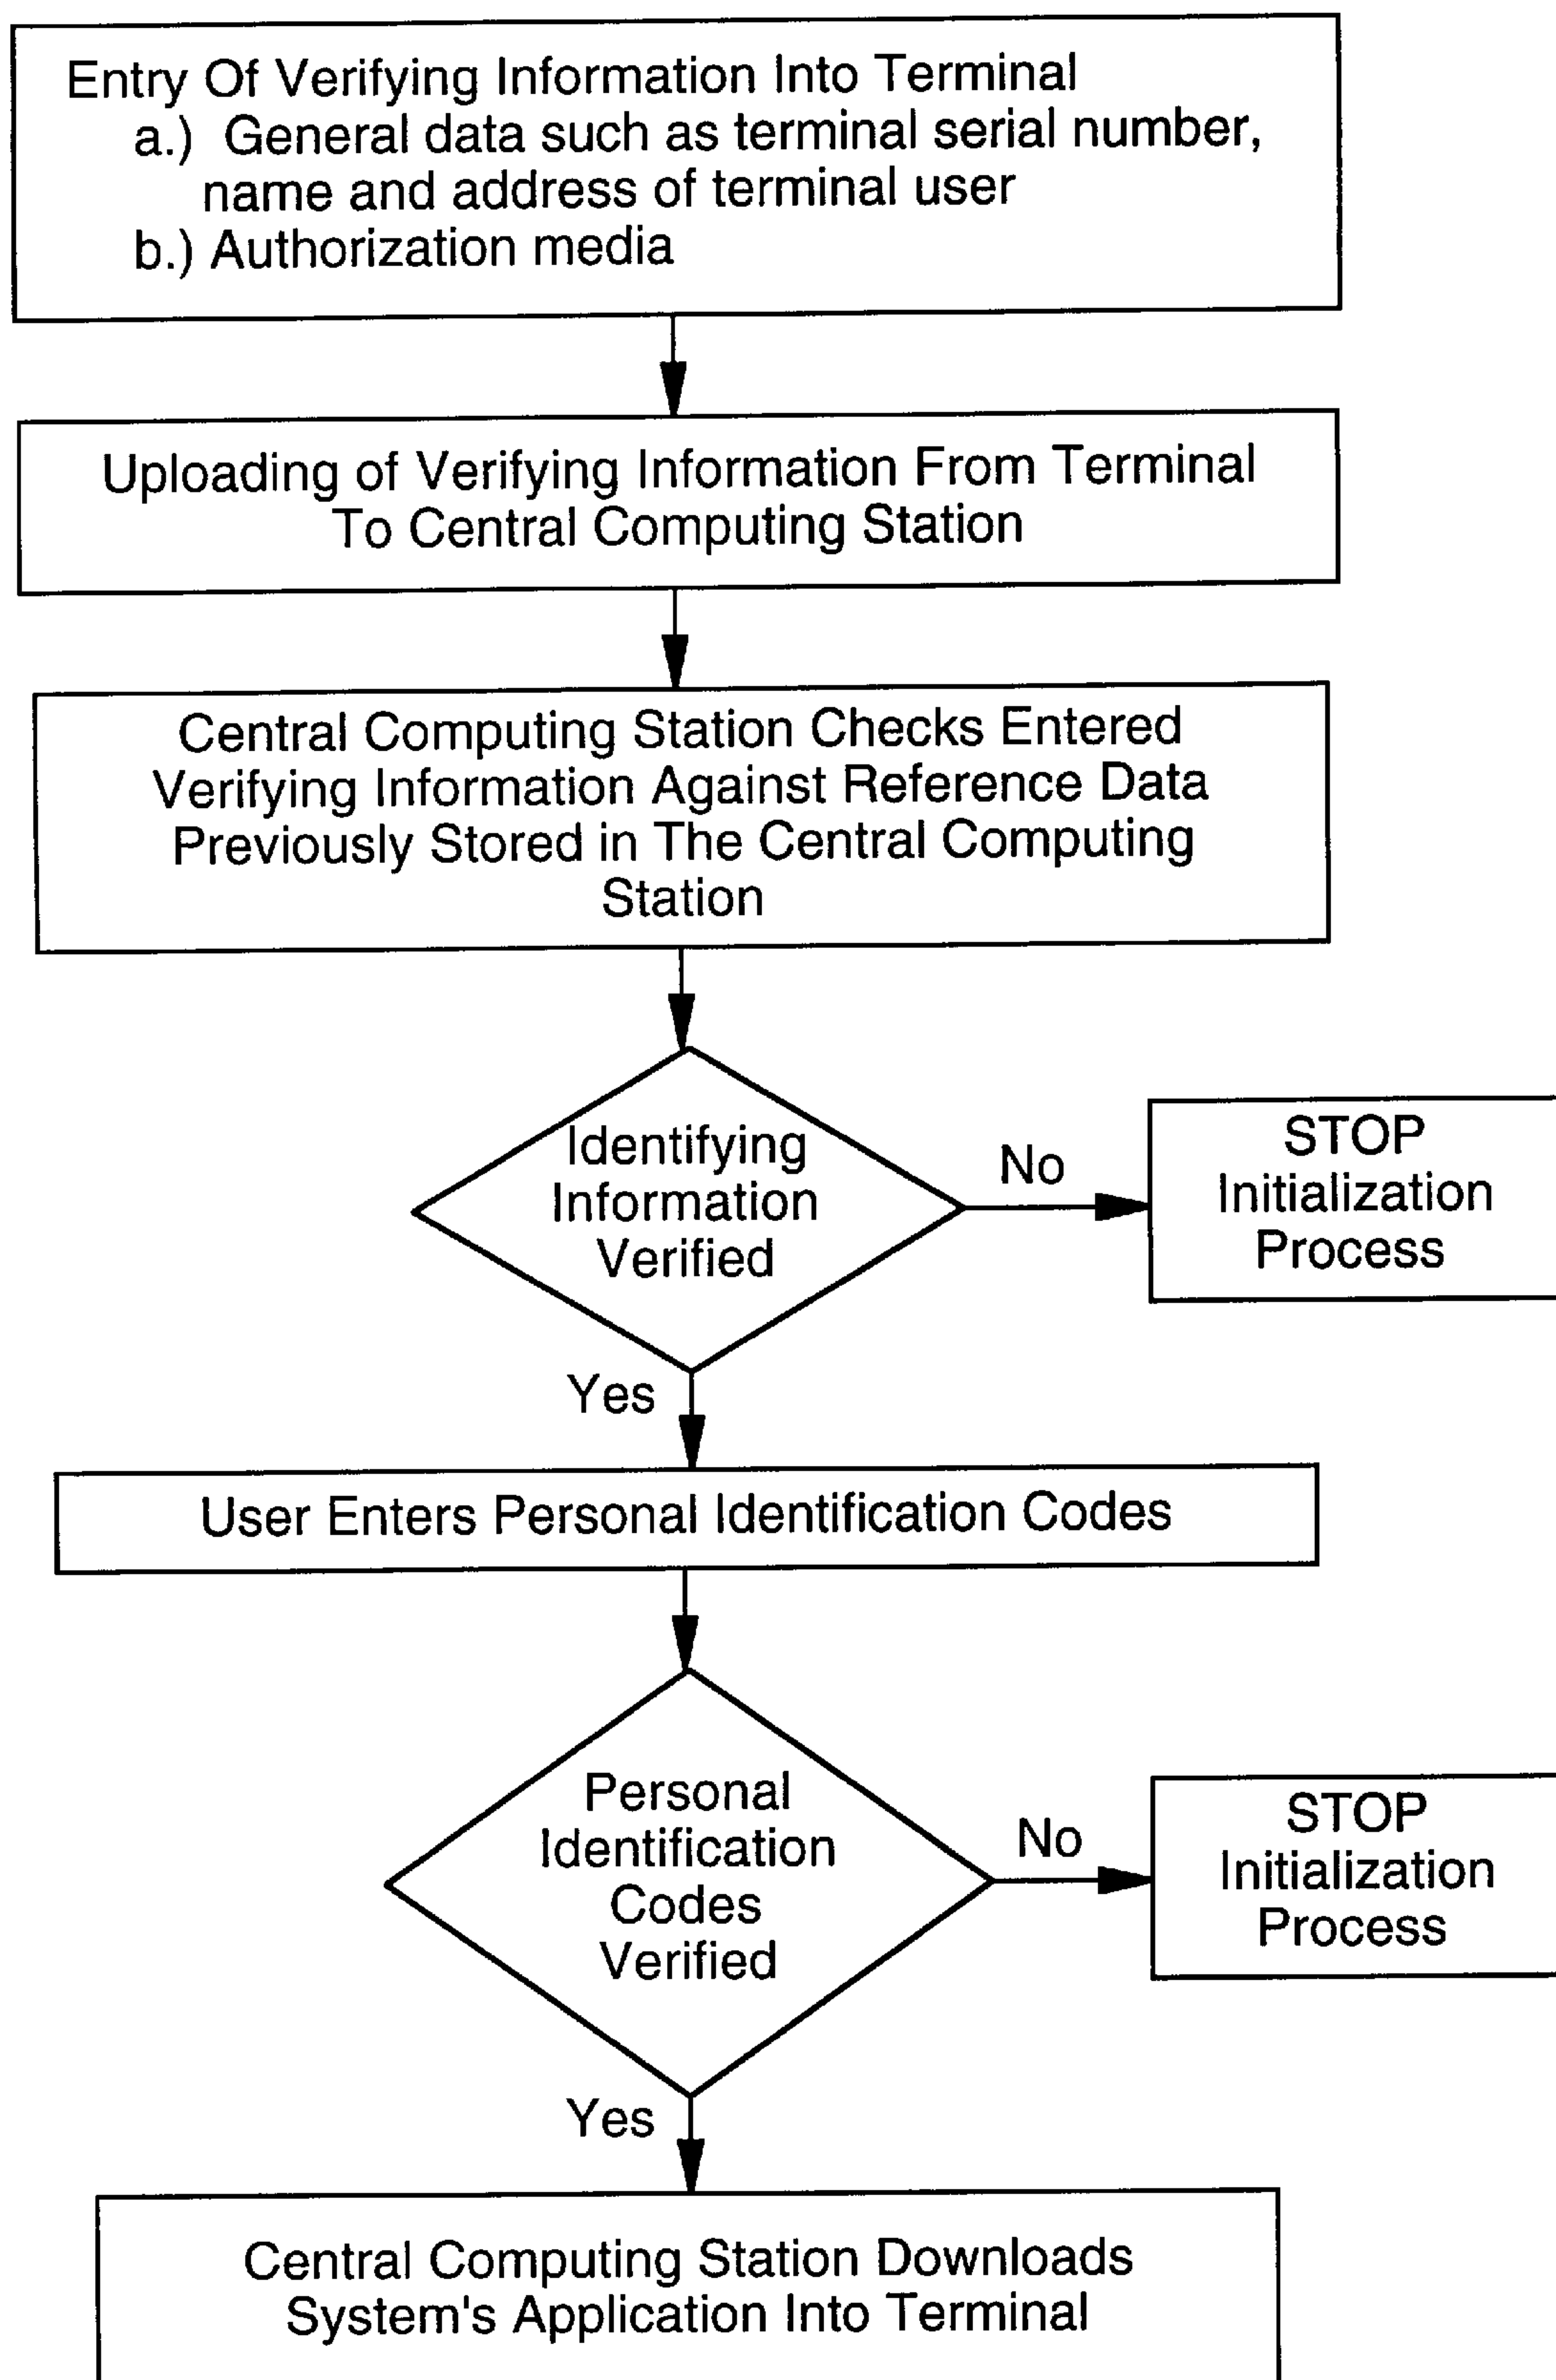 Entry Of Verifying Information Into Terminal
a.) General data such as terminal serial number,
name and address of terminal user
b.) Authorization media
Uploading of Verifying Information From Terminal
To Central Computing Station
Central Computing Station Checks Entered
Verifying Information Against Reference Data
Previously Stored in The Central Computing
Station
Identifying
Information
Verified
No
STOP
Initialization
Process
Yes
User Enters Personal Identification Codes
Personal
Identification
Codes
Verified
No
STOP
Initialization
Process
Yes
Central Computing Station Downloads
System's Application Into Terminal